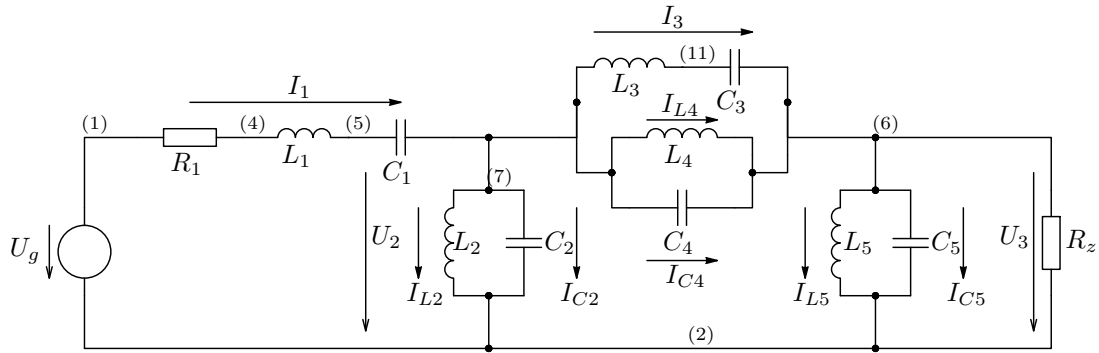 I3
(11)
L3
C3
I1
IL4
(1)
(4)
(5)
(6)
R1
L1
C1
L4
(7)
Ug
U2
L2
C2
C4
L5
C5
U3
Rz
IC4
IL2
IC2
IL5
IC5
(2)